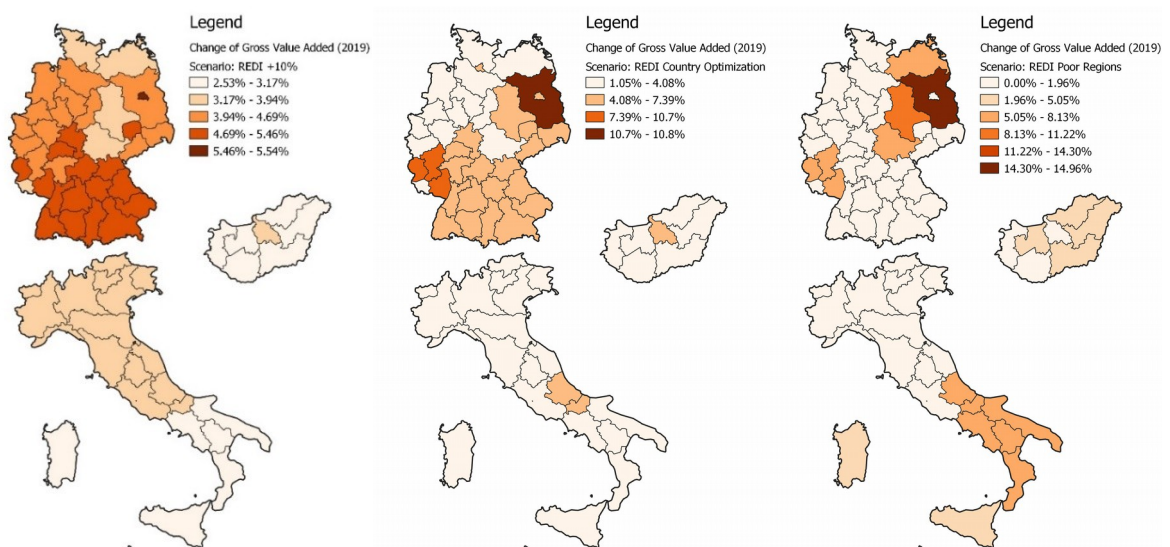 Legend
Change of Gross Value Added (2019)
Scenario: REDI +10%
2.53% - 3.17%
3.17% - 3.94%
3.94% - 4.69%
4.69% - 5.46%
5.46% - 5.54%
Legend
Change of Gross Value Added (2019)
Scenario: REDI Country Optimization
1.05% - 4.08%
4.08% - 7.39%
7.39% - 10.7%
10.7% - 10.8%
Legend
Change of Gross Value Added (2019)
Scenario: REDI Poor Regions
0.00% - 1.96%
1.96% - 5.05%
5.05% - 8.13%
8.13% - 11.22%
11.22% - 14.30%
14.30% - 14.96%